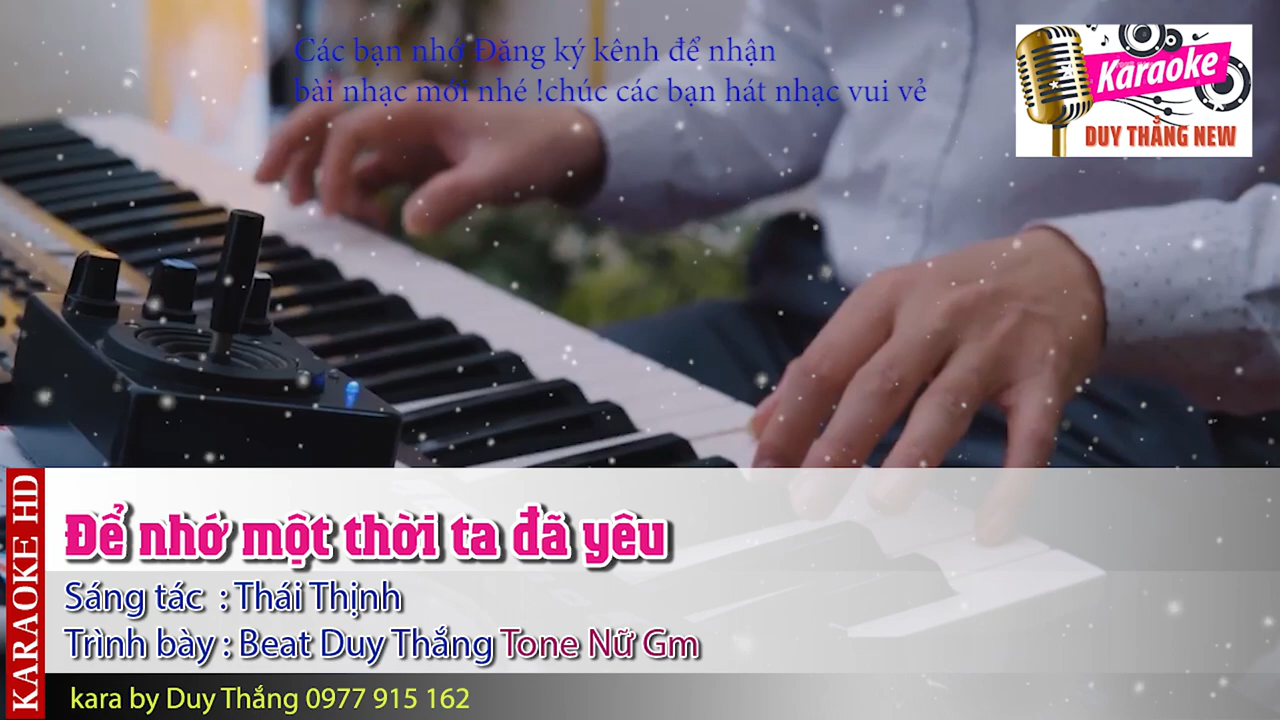 Các bạn nhớ Đăng ký kênh để nhận
bài nhạc mới nhé !chúc các bạn hát nhạc vui vẻ
Karaoke
DUY THẮNG NEW
KARAOKE HD
Để nhớ một thời ta đã yêu
Sáng tác : Thái Thịnh
Trình bày : Beat Duy Thắng Tone Nữ Gm
kara by Duy Thắng 0977 915 162